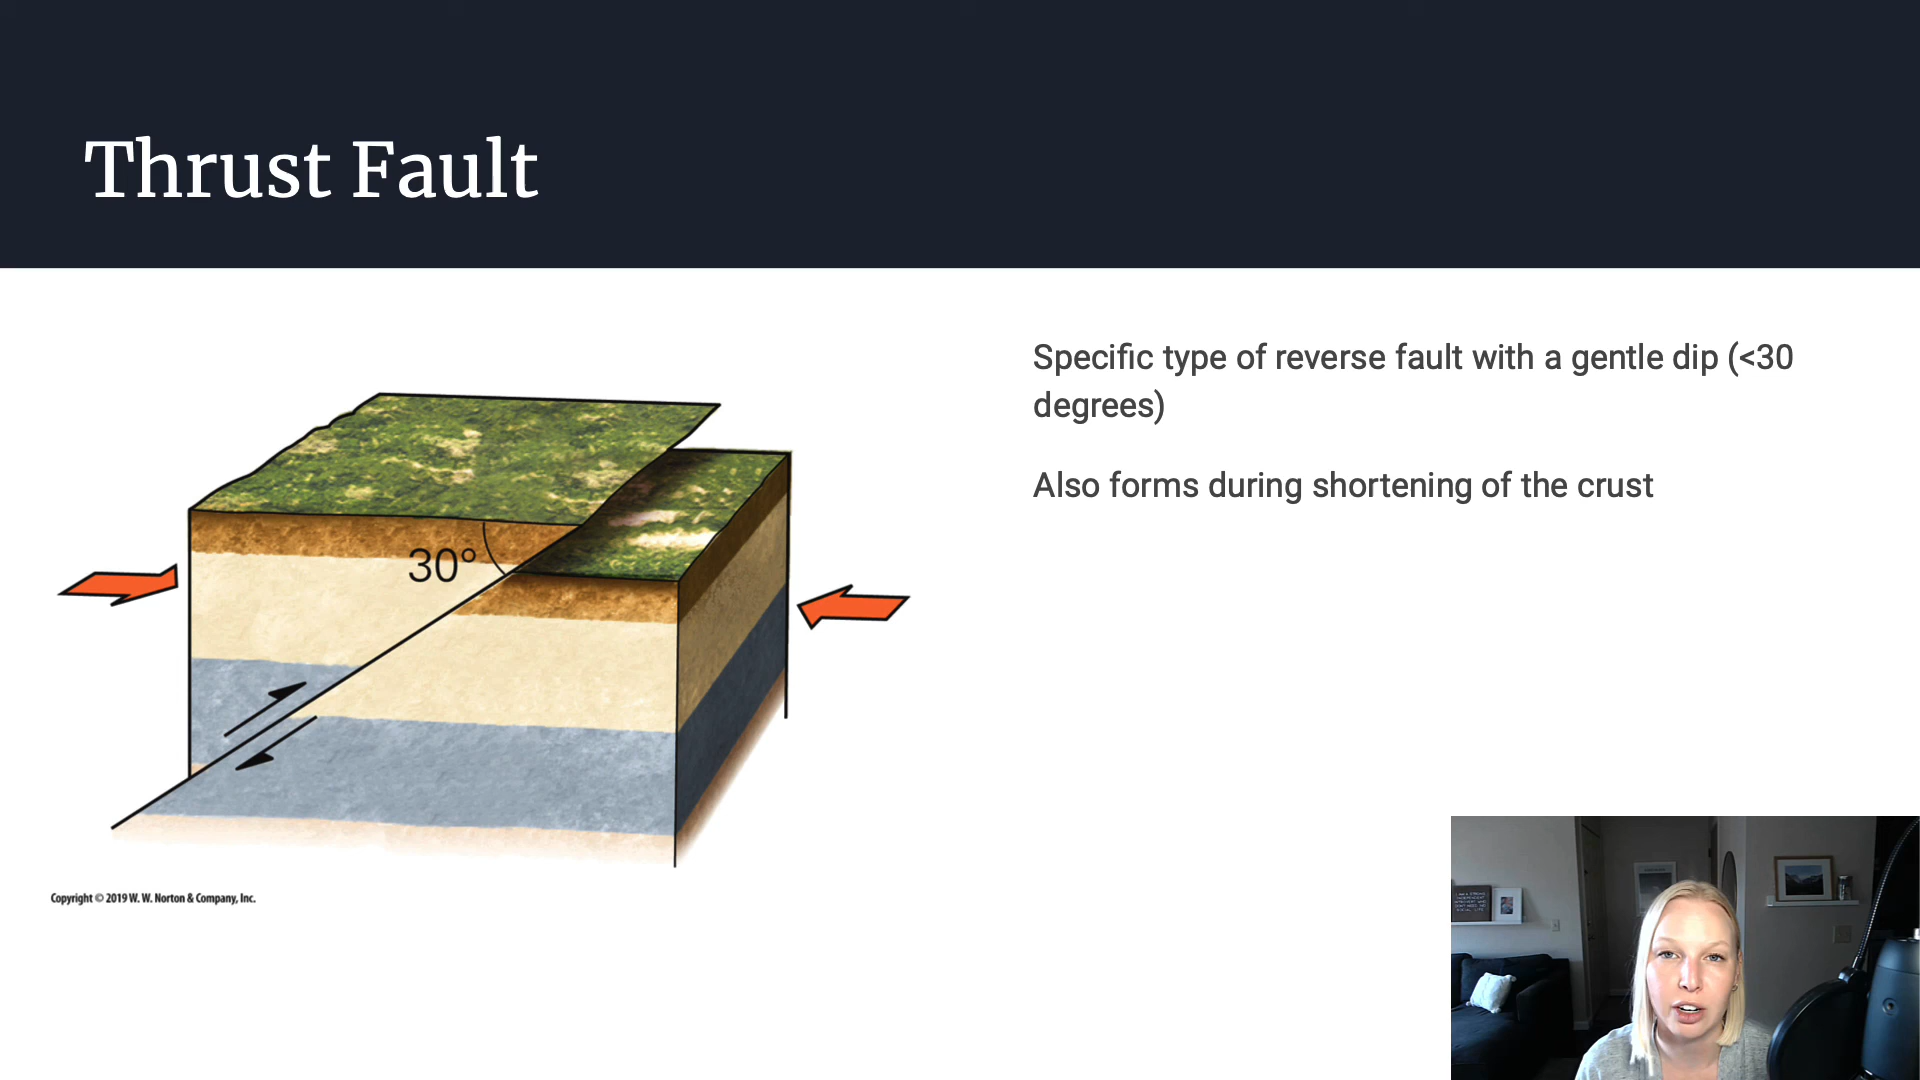 Thrust Fault
Specific type of reverse fault with a gentle dip (<30
degrees)
Also forms during shortening of the crust
30°
Copyright © 2019 W. W. Norton & Company, Inc.